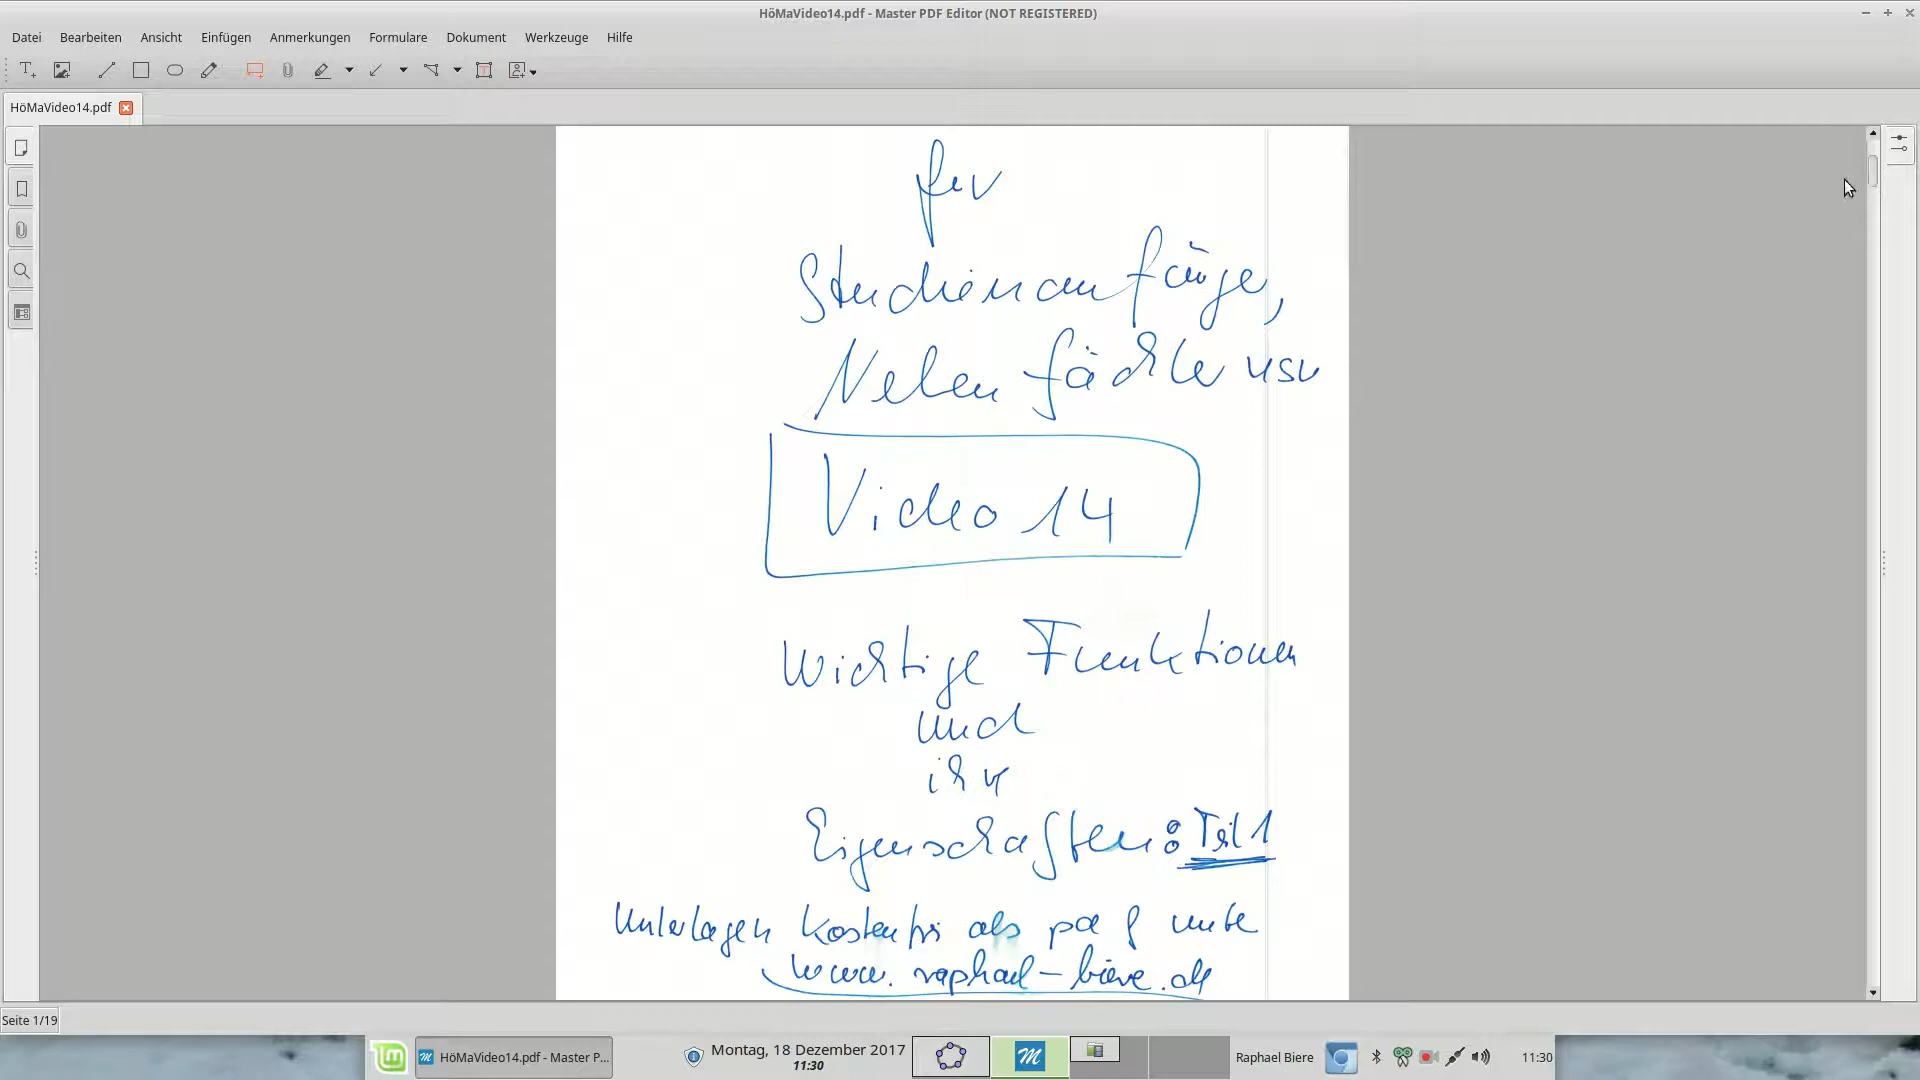 HöMaVideo14.pdf - Master PDF Editor (NOT REGISTERED)
Datei Bearbeiten Ansicht Einfügen Anmerkungen Formulare Dokument Werkzeuge Hilfe
HöMaVideo14.pdf
für
Studienanfänger,
Nebenfächler usw
Video 14
Wichtige Funktionen
und
ihre
Eigenschaften: Teil 1
Unterlagen kostenfrei als pdf unter
www.raphael-biere.de
Seite 1/19
HöMaVideo14.pdf - Master P...
Montag, 18 Dezember 2017
11:30
Raphael Biere
11:30